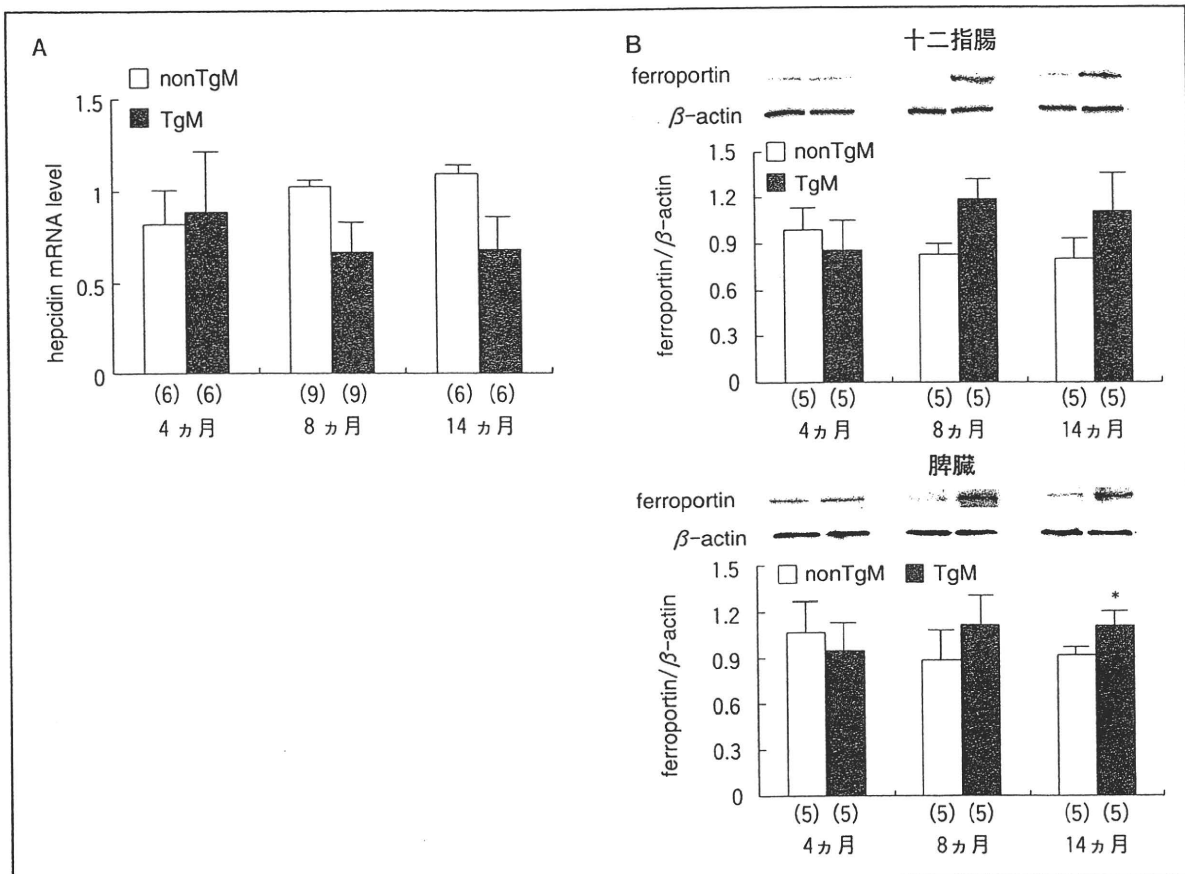 A
nonTgM
TgM
hepcidin mRNA level
1.5
1
0.5
0
(6) (6) (9) (9) (6) (6)
4ヵ月 8ヵ月 14ヵ月
B
十二指腸
ferroportin
β-actin
nonTgM
TgM
ferroportin/β-actin
1.5
1.2
0.9
0.6
0.3
0
(5) (5) (5) (5) (5) (5)
4ヵ月 8ヵ月 14ヵ月
脾臓
ferroportin
β-actin
nonTgM TgM
ferroportin/β-actin
1.5
1.2
0.9
0.6
0.3
0
*
(5) (5) (5) (5) (5) (5)
4ヵ月 8ヵ月 14ヵ月